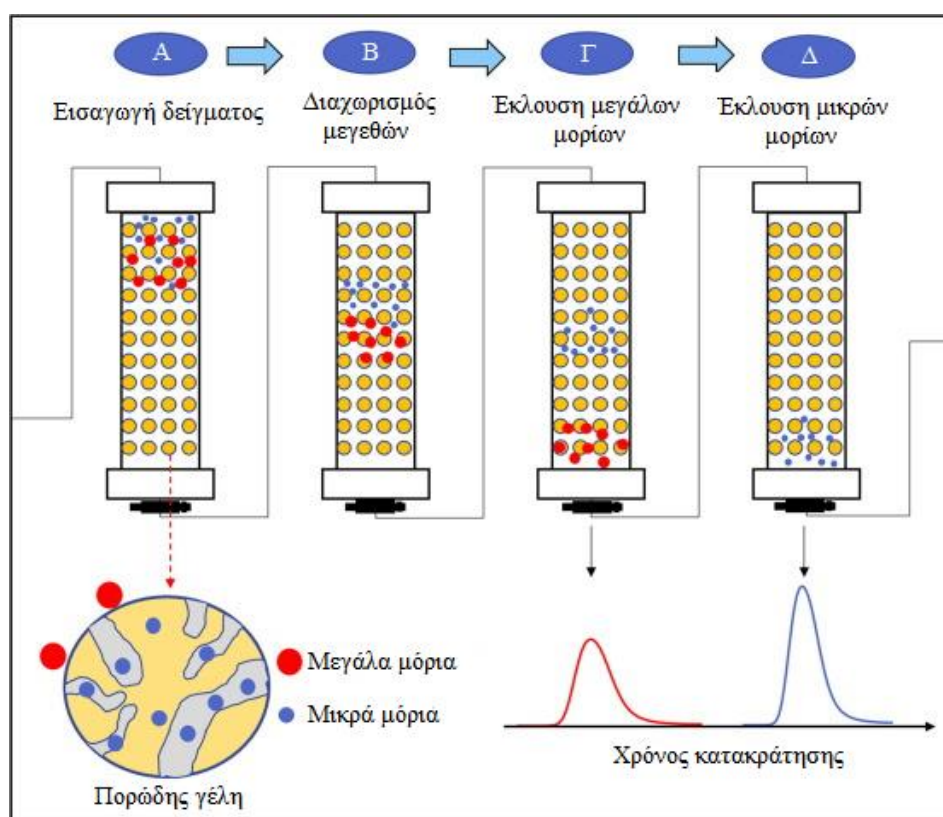 Α
Β
Γ
Δ
Εισαγωγή δείγματος
Διαχωρισμός
μεγεθών
Έκλουση μεγάλων
μορίων
Έκλουση μικρών
μορίων
Μεγάλα μόρια
Μικρά μόρια
Πορώδης γέλη
Χρόνος κατακράτησης